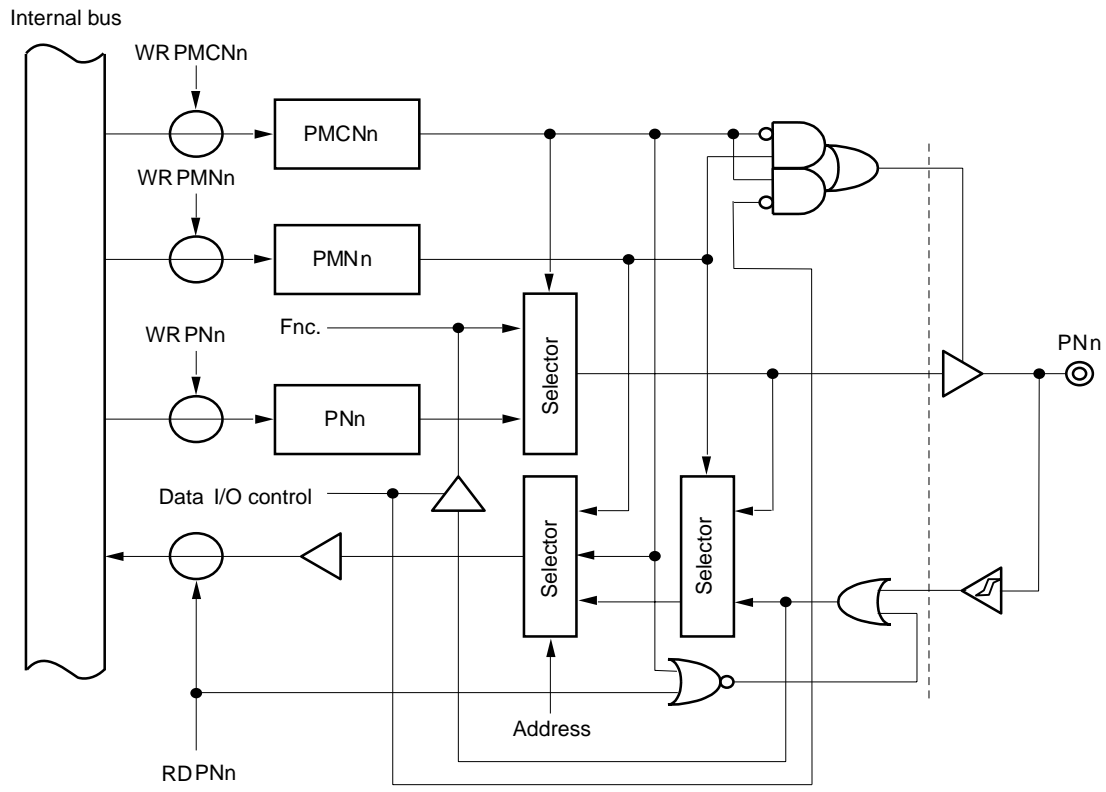 Internal bus
WR PMCNn
PMCNn
WR PMNn
PMNn
Fnc.
WR PNn
PNn
Selector
PNn
Data I/O control
Selector
Selector
Address
RD PNn